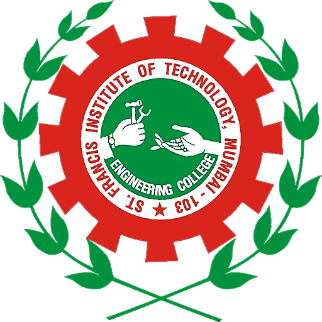 ST. FRANCIS INSTITUTE OF TECHNOLOGY, MUMBAI - 103
ENGINEERING COLLEGE